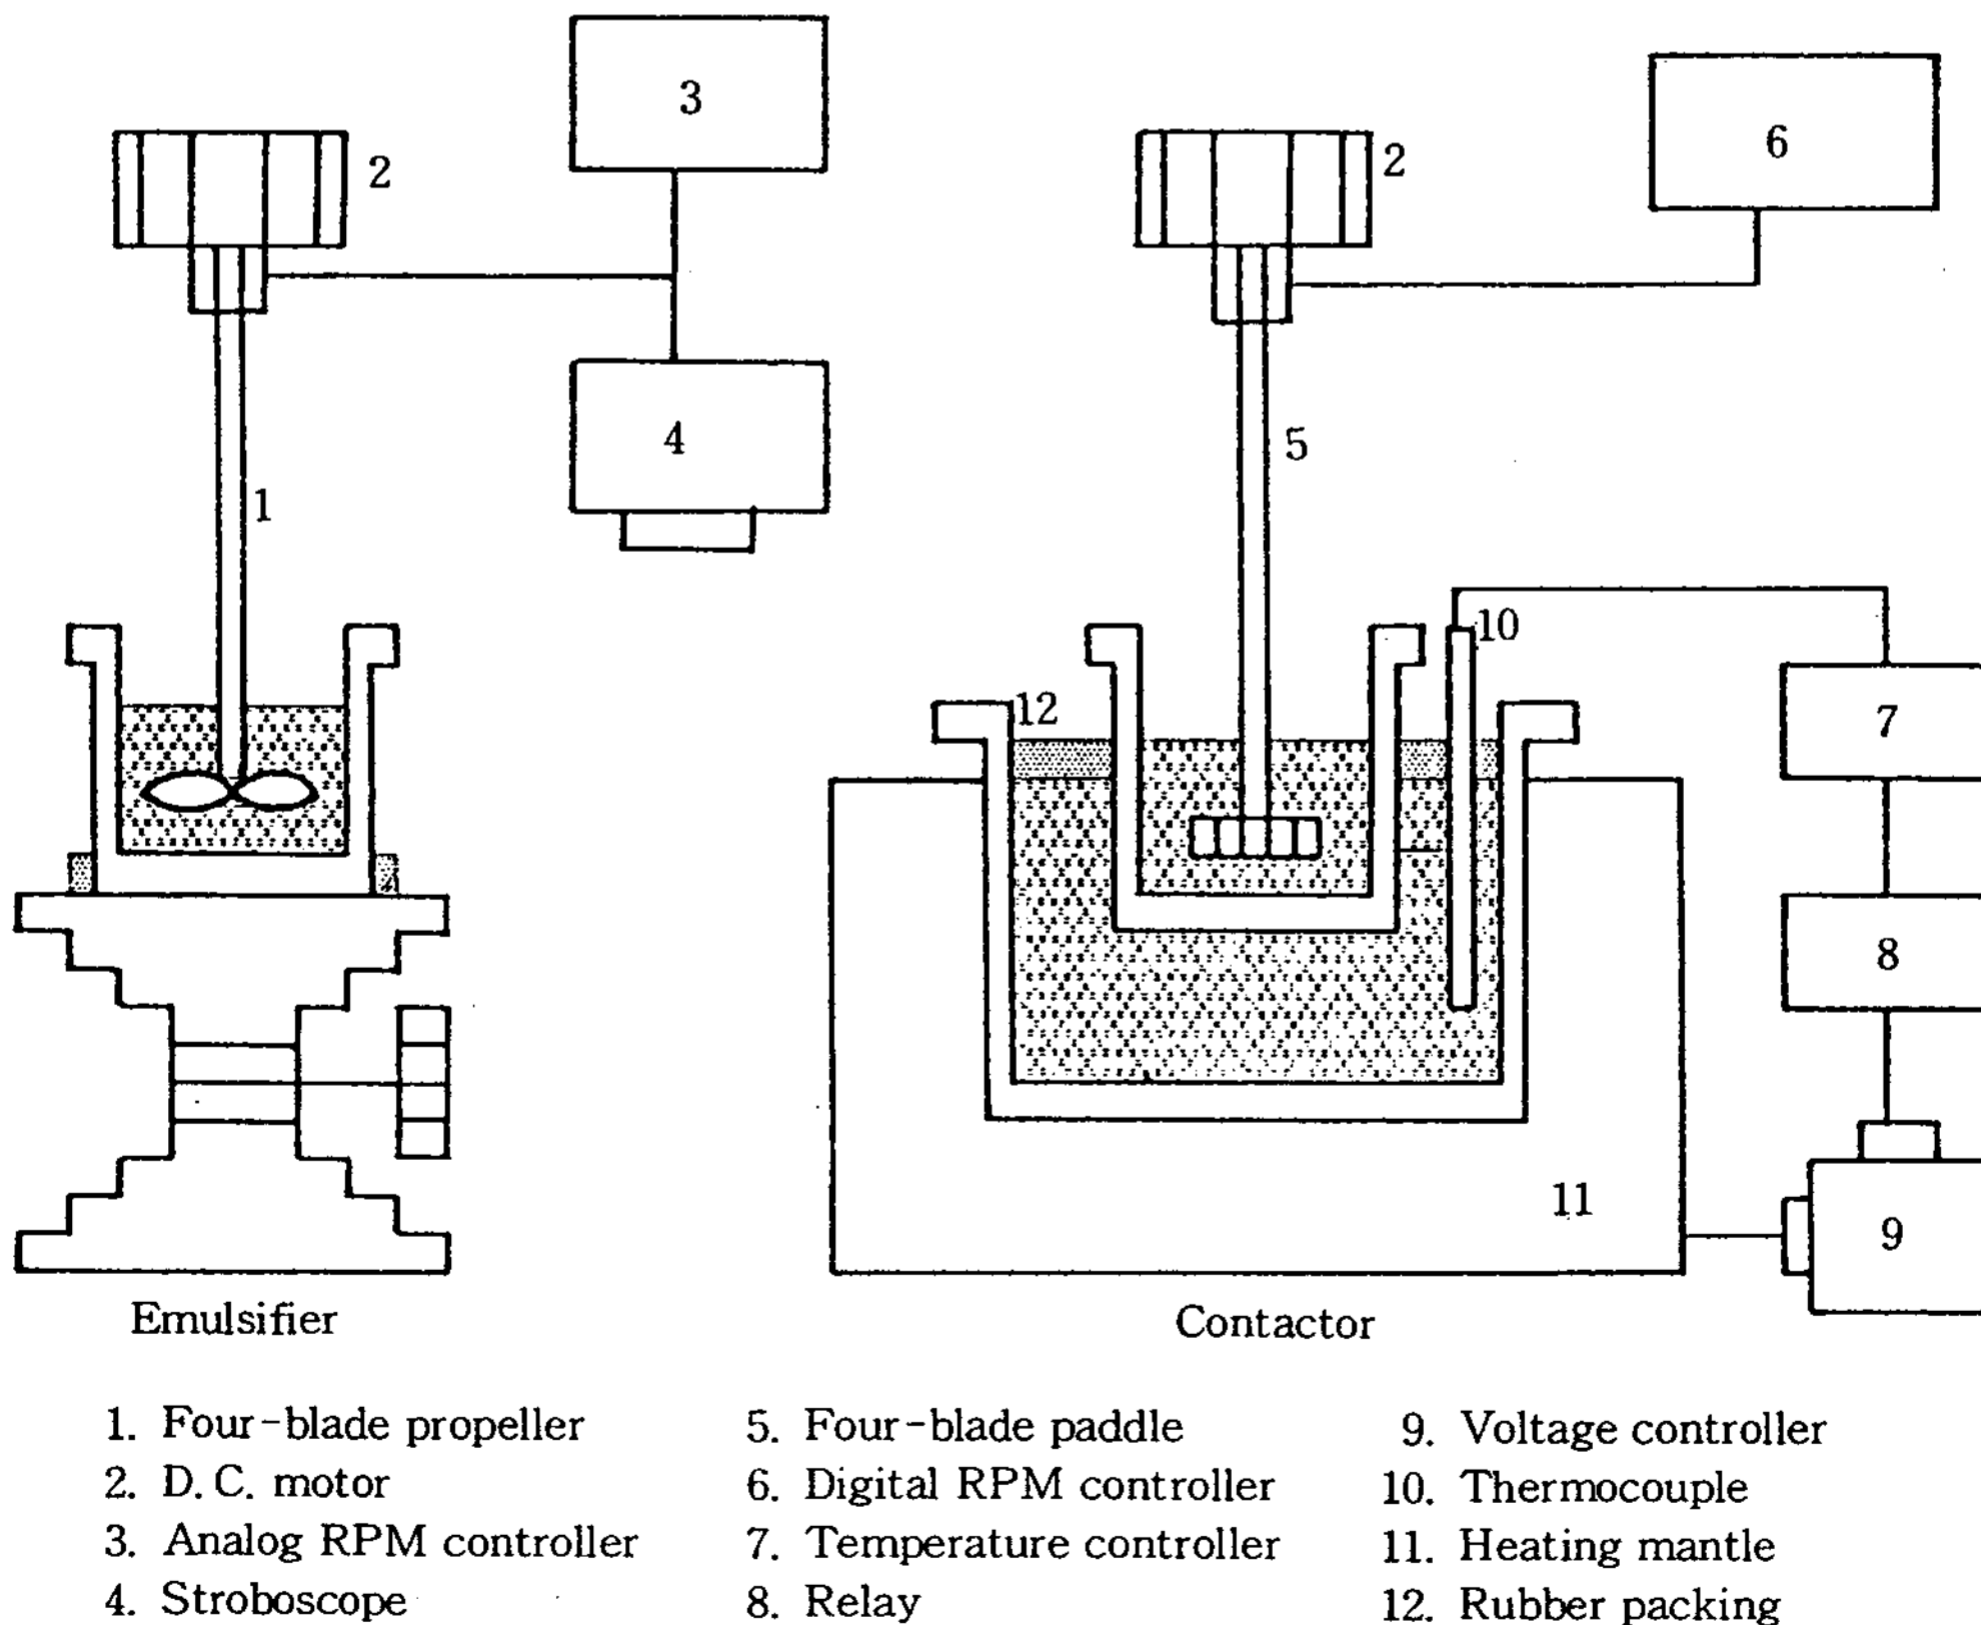 3
6
2
2
4
5
1
10
12
7
8
11
9
Emulsifier
Contactor
1. Four-blade propeller
2. D.C. motor
3. Analog RPM controller
4. Stroboscope
5. Four-blade paddle
6. Digital RPM controller
7. Temperature controller
8. Relay
9. Voltage controller
10. Thermocouple
11. Heating mantle
12. Rubber packing